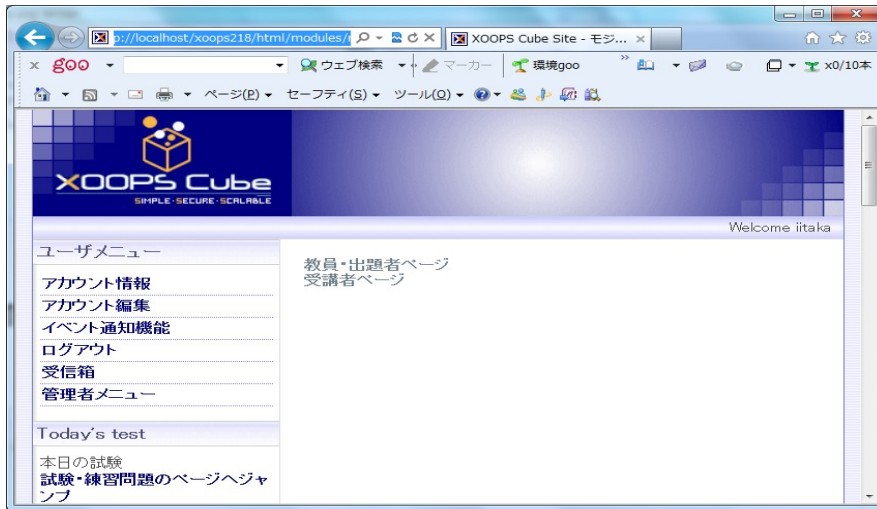 p://localhost/xoops218/html/modules/
XOOPS Cube Site - モジ...
goo
ウェブ検索
マーカー
環境goo
x0/10本
ページ(P)
セーフティ(S)
ツール(O)
XOOPS Cube
SIMPLE-SECURE-SCALABLE
Welcome iitaka
ユーザメニュー
アカウント情報
アカウント編集
イベント通知機能
ログアウト
受信箱
管理者メニュー
教員・出題者ページ
受講者ページ
Today's test
本日の試験
試験・練習問題のページへジャ
ンプ